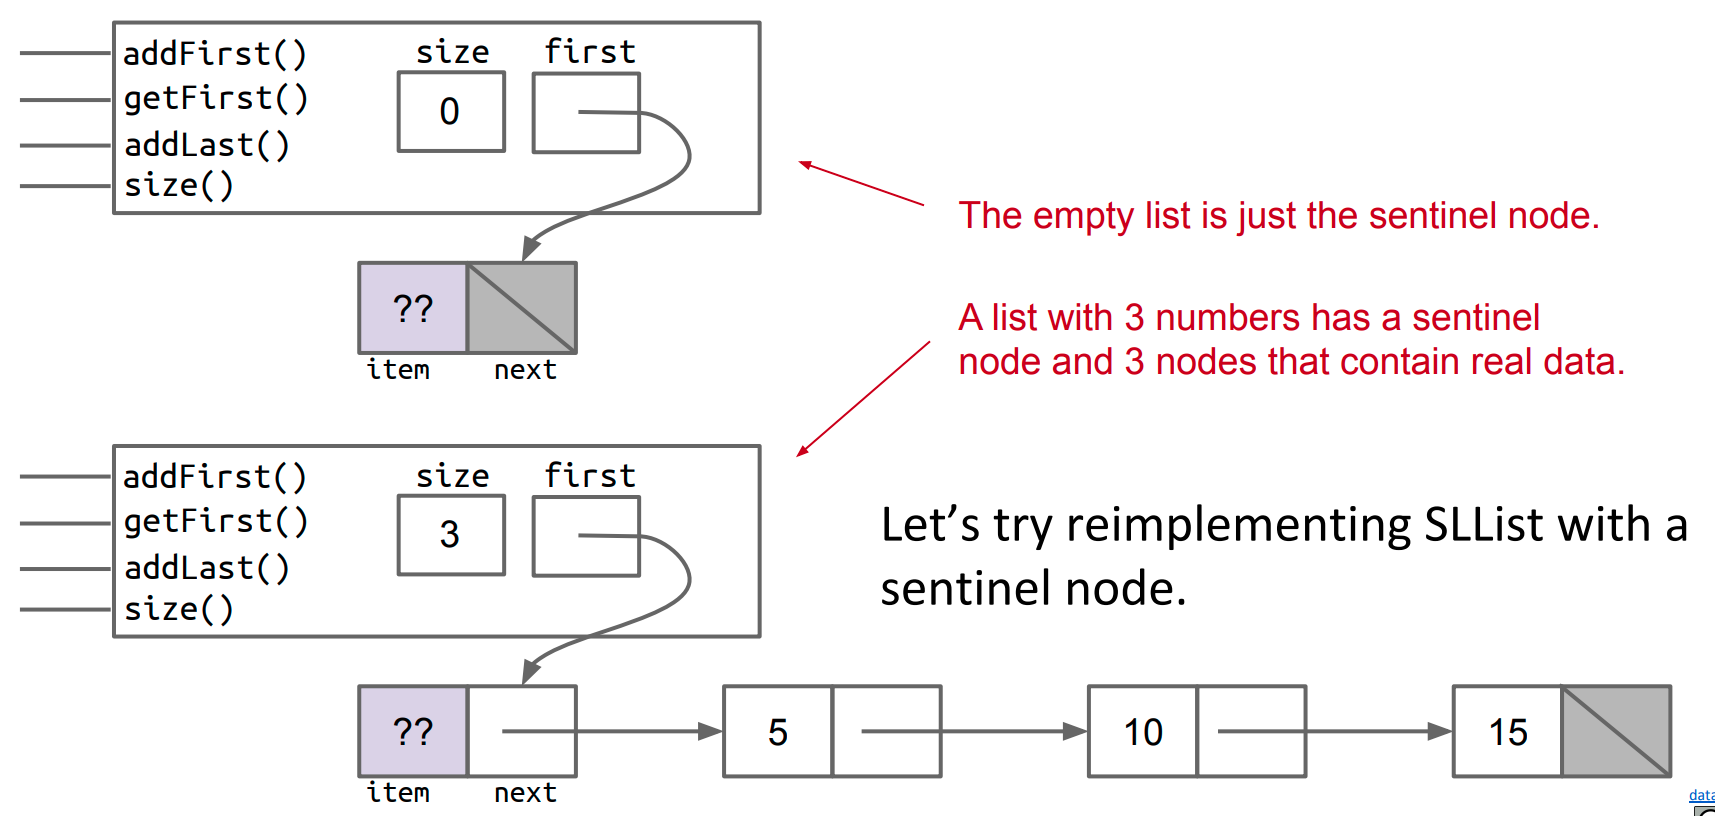 addFirst()
getFirst()
addLast()
size()
size
first
0
??
item
next
The empty list is just the sentinel node.
A list with 3 numbers has a sentinel
node and 3 nodes that contain real data.
addFirst()
getFirst()
addLast()
size()
size
first
3
Let’s try reimplementing SLList with a
sentinel node.
??
5
10
15
item
next
data